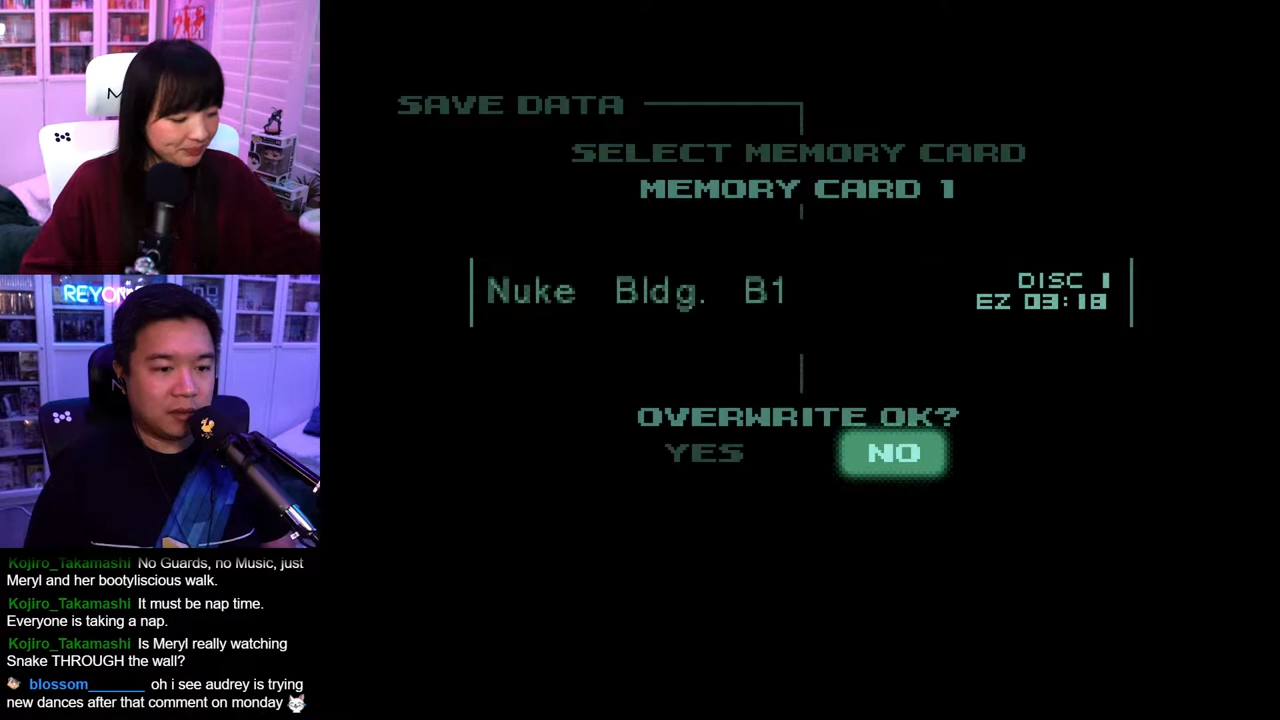 SAVE DATA
SELECT MEMORY CARD
MEMORY CARD 1
Nuke Bldg. B1
DISC 1
EZ 03:18
OVERWRITE OK?
YES NO
REYO
Kojiro_Takamashi No Guards, no Music, just
Meryl and her bootyliscious walk.
Kojiro_Takamashi It must be nap time.
Everyone is taking a nap.
Kojiro_Takamashi Is Meryl really watching
Snake THROUGH the wall?
blossom_______ oh i see audrey is trying
new dances after that comment on monday